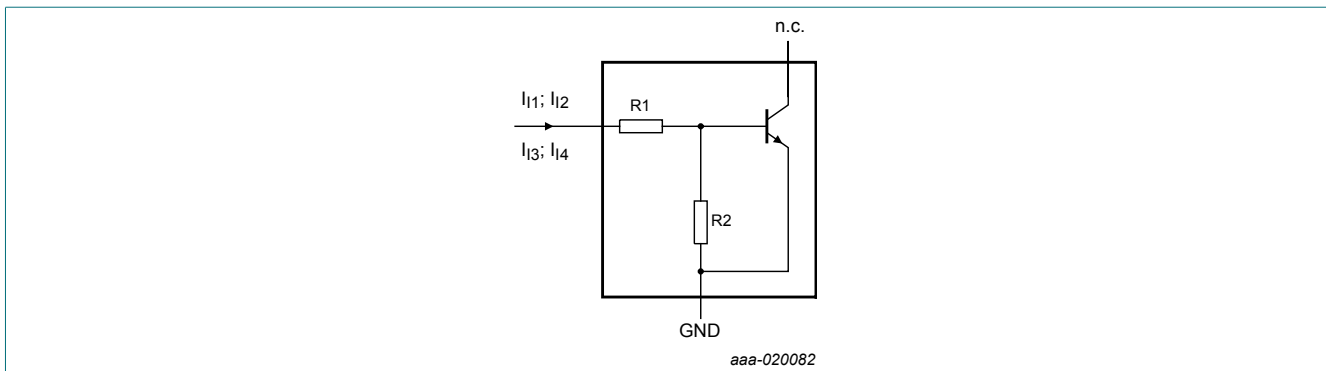 n.c.
I_I1; I_I2
R1
I_I3; I_I4
R2
GND
aaa-020082